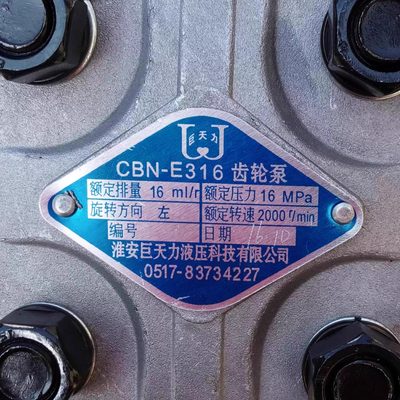 巨天力
CBN-E316 齿轮泵
额定排量 16 ml/r 额定压力 16 MPa
旋转方向 左 额定转速 2000 r/min
编号 日期
淮安巨天力液压科技有限公司
0517-83734227